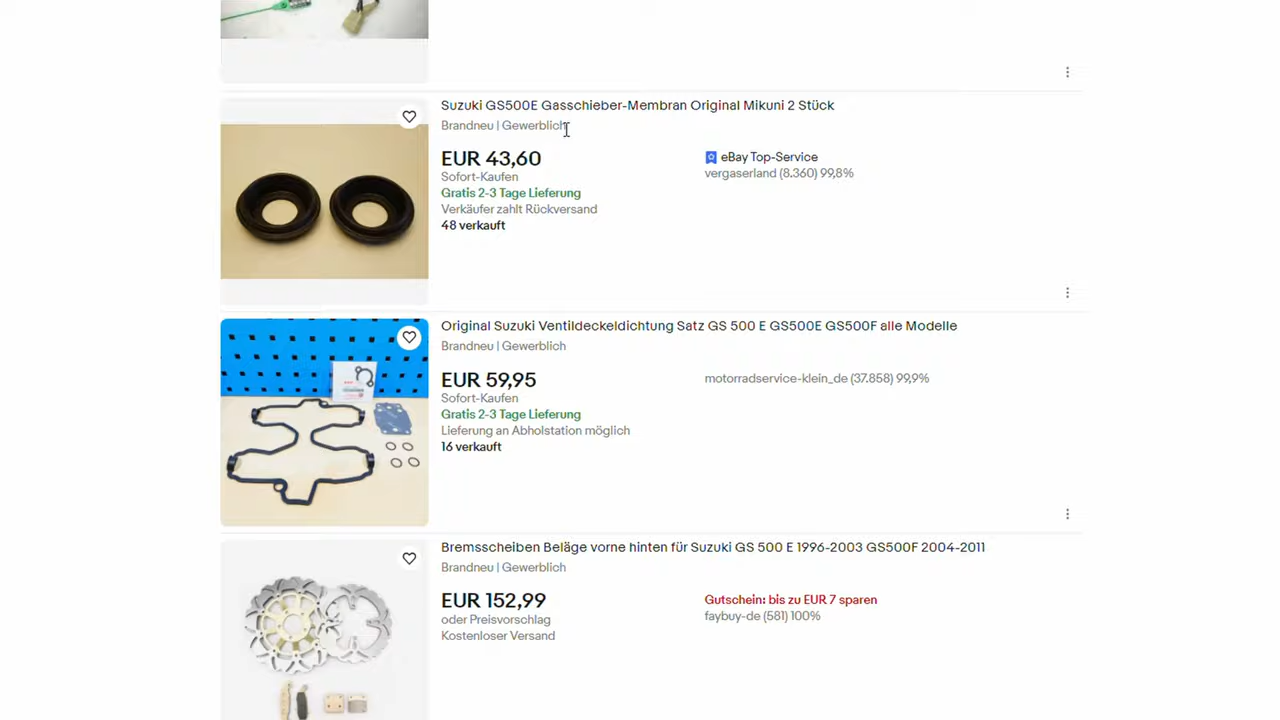 Suzuki GS500E Gasschieber-Membran Original Mikuni 2 Stück
Brandneu | Gewerblich
EUR 43,60
Sofort-Kaufen
Gratis 2-3 Tage Lieferung
Verkäufer zahlt Rückversand
48 verkauft
eBay Top-Service
vergaserland (8.360) 99,8%
Original Suzuki Ventildeckeldichtung Satz GS 500 E GS500E GS500F alle Modelle
Brandneu | Gewerblich
EUR 59,95
Sofort-Kaufen
Gratis 2-3 Tage Lieferung
Lieferung an Abholstation möglich
16 verkauft
motorradservice-klein_de (37.858) 99,9%
Bremsscheiben Beläge vorne hinten für Suzuki GS 500 E 1996-2003 GS500F 2004-2011
Brandneu | Gewerblich
EUR 152,99
oder Preisvorschlag
Kostenloser Versand
Gutschein: bis zu EUR 7 sparen
faybuy-de (581) 100%